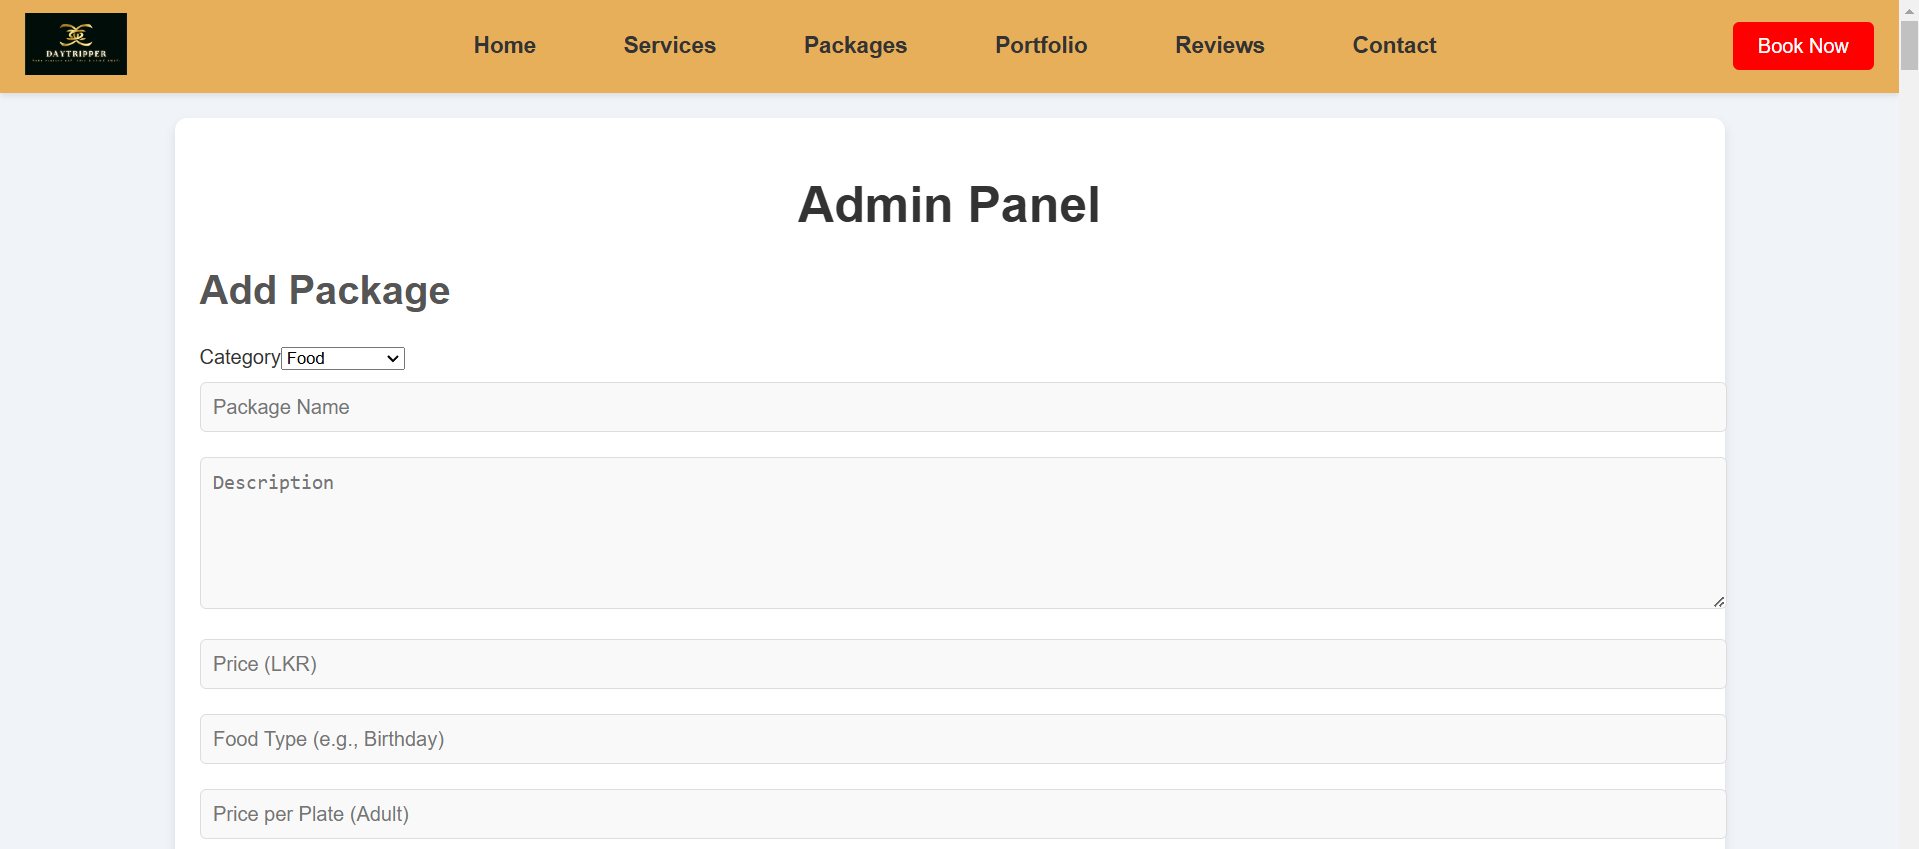 DAYTRIPPER
Home
Services
Packages
Portfolio
Reviews
Contact
Book Now
Admin Panel
Add Package
Category Food
Package Name
Description
Price (LKR)
Food Type (e.g., Birthday)
Price per Plate (Adult)